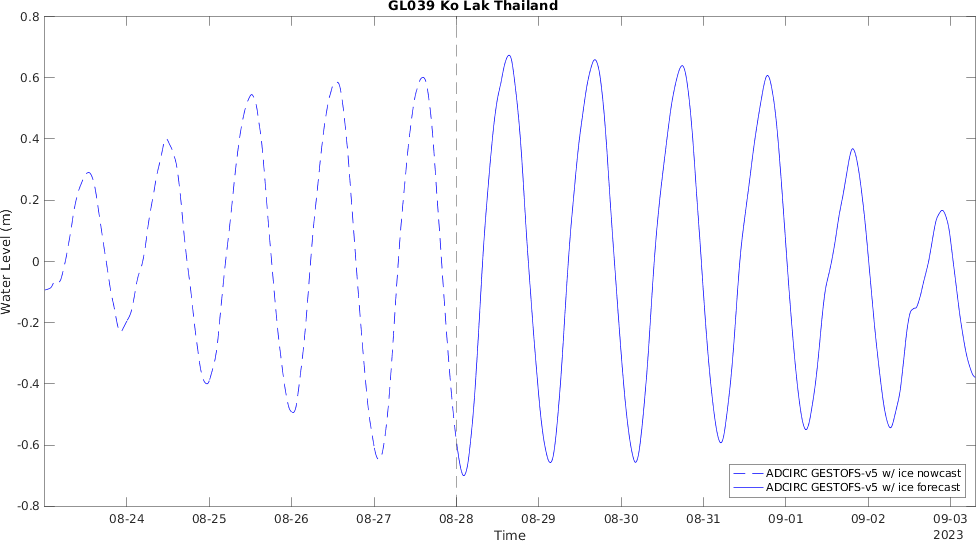 GL039 Ko Lak Thailand
0.8
0.6
0.4
0.2
0
-0.2
-0.4
-0.6
-0.8
Water Level (m)
ADCIRC GESTOFS-v5 w/ ice nowcast
ADCIRC GESTOFS-v5 w/ ice forecast
08-24 08-25 08-26 08-27 08-28 08-29 08-30 08-31 09-01 09-02 09-03
Time
2023